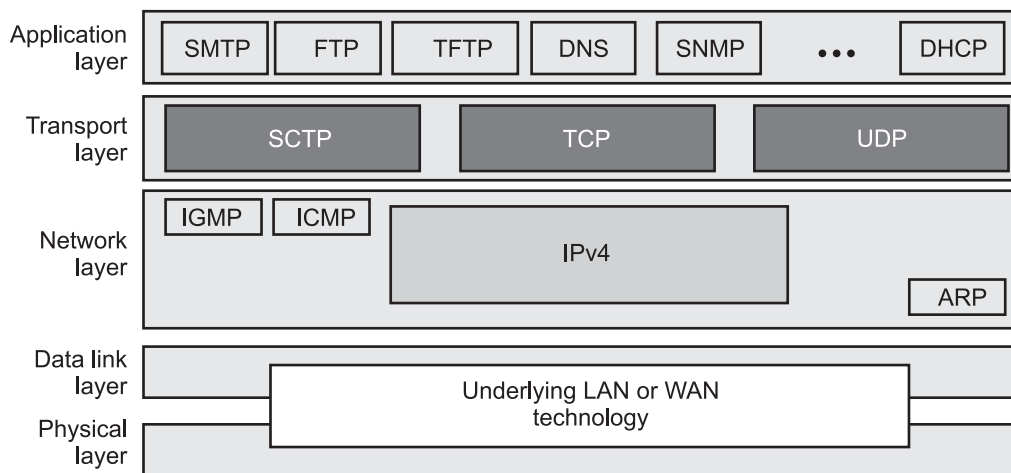 Application
layer
SMTP FTP TFTP DNS SNMP ••• DHCP
Transport
layer
SCTP TCP UDP
IGMP ICMP
Network
layer
IPv4
ARP
Data link
layer
Underlying LAN or WAN
technology
Physical
layer